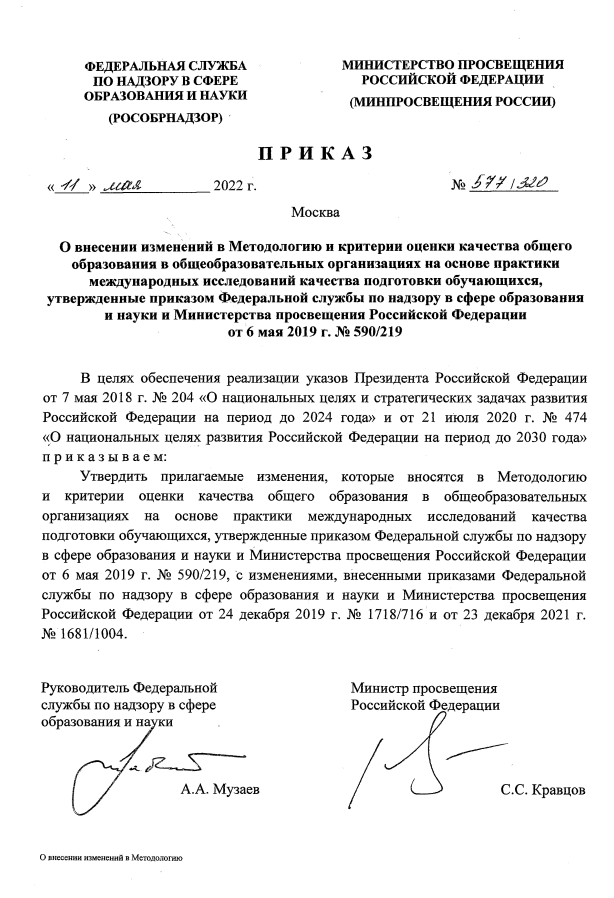 ФЕДЕРАЛЬНАЯ СЛУЖБА
ПО НАДЗОРУ В СФЕРЕ
ОБРАЗОВАНИЯ И НАУКИ
(РОСОБРНАДЗОР)
МИНИСТЕРСТВО ПРОСВЕЩЕНИЯ
РОССИЙСКОЙ ФЕДЕРАЦИИ
(МИНПРОСВЕЩЕНИЯ РОССИИ)
П Р И К А З
« 11 » мая 2022 г.
№ 577/320
Москва
О внесении изменений в Методологию и критерии оценки качества общего
образования в общеобразовательных организациях на основе практики
международных исследований качества подготовки обучающихся,
утвержденные приказом Федеральной службы по надзору в сфере образования
и науки и Министерства просвещения Российской Федерации
от 6 мая 2019 г. № 590/219
В целях обеспечения реализации указов Президента Российской Федерации
от 7 мая 2018 г. № 204 «О национальных целях и стратегических задачах развития
Российской Федерации на период до 2024 года» и от 21 июля 2020 г. № 474
«О национальных целях развития Российской Федерации на период до 2030 года»
п р и к а з ы в а е м:
Утвердить прилагаемые изменения, которые вносятся в Методологию
и критерии оценки качества общего образования в общеобразовательных
организациях на основе практики международных исследований качества
подготовки обучающихся, утвержденные приказом Федеральной службы по надзору
в сфере образования и науки и Министерства просвещения Российской Федерации
от 6 мая 2019 г. № 590/219, с изменениями, внесенными приказами Федеральной
службы по надзору в сфере образования и науки и Министерства просвещения
Российской Федерации от 24 декабря 2019 г. № 1718/716 и от 23 декабря 2021 г.
№ 1681/1004.
Руководитель Федеральной
службы по надзору в сфере
образования и науки
А.А. Музаев
Министр просвещения
Российской Федерации
С.С. Кравцов
О внесении изменений в Методологию